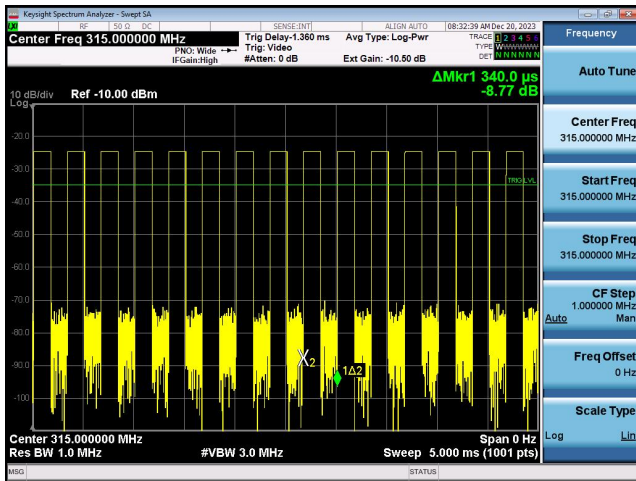 Keysight Spectrum Analyzer - Swept SA
RF 50 Ω DC SENSE:INT ALIGN AUTO 08:32:39 AM Dec 20, 2023
Center Freq 315.000000 MHz
PNO: Wide
IFGain:High
Trig Delay-1.360 ms
Trig: Video
#Atten: 0 dB
Avg Type: Log-Pwr
Ext Gain: -10.50 dB
TRACE 1 2 3 4 5 6
TYPE WWWWWW
DET N N N N N N
ΔMkr1 340.0 µs
-8.77 dB
10 dB/div Ref -10.00 dBm
Log
-20.0
-30.0
TRIG LVL
-40.0
-50.0
-60.0
-70.0
-80.0
X2
1Δ2
-90.0
-100
Center 315.000000 MHz Span 0 Hz
Res BW 1.0 MHz #VBW 3.0 MHz Sweep 5.000 ms (1001 pts)
MSG STATUS
Frequency
Auto Tune
Center Freq
315.000000 MHz
Start Freq
315.000000 MHz
Stop Freq
315.000000 MHz
CF Step
1.000000 MHz
Auto Man
Freq Offset
0 Hz
Scale Type
Log Lin